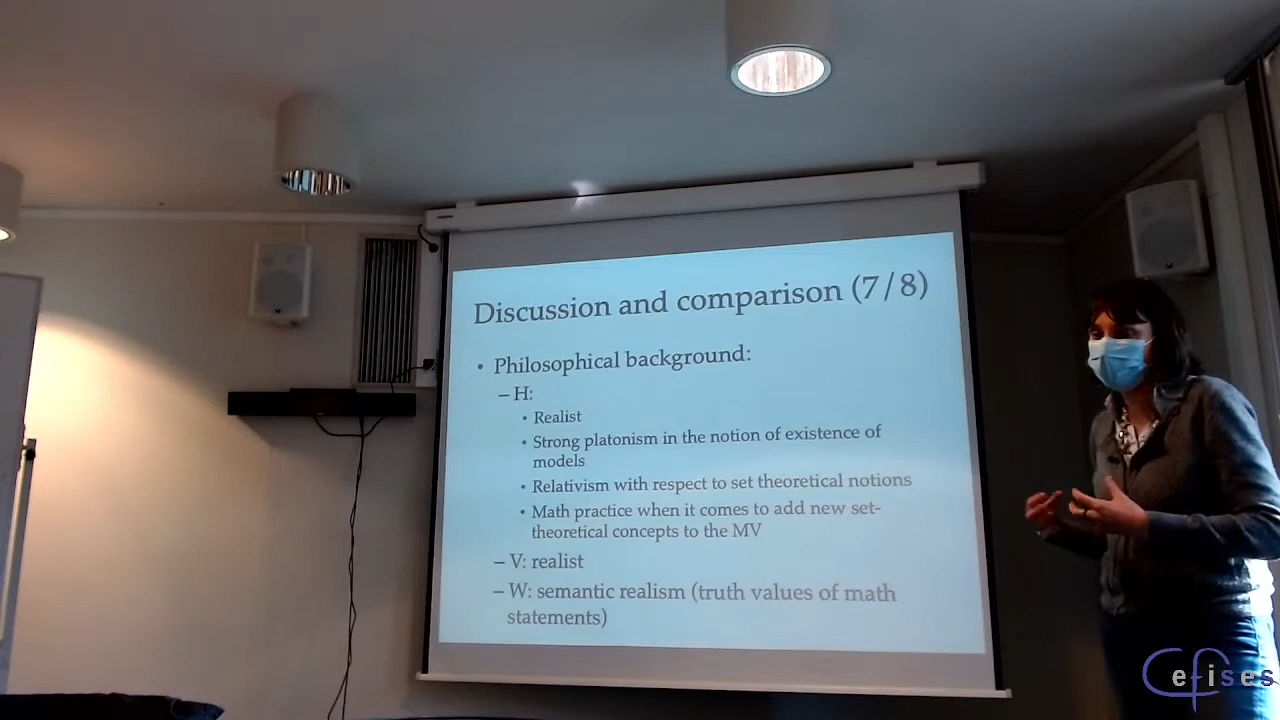 Discussion and comparison (7/8)
• Philosophical background:
– H:
• Realist
• Strong platonism in the notion of existence of
models
• Relativism with respect to set theoretical notions
• Math practice when it comes to add new set-
theoretical concepts to the MV
– V: realist
– W: semantic realism (truth values of math
statements)
Cefises